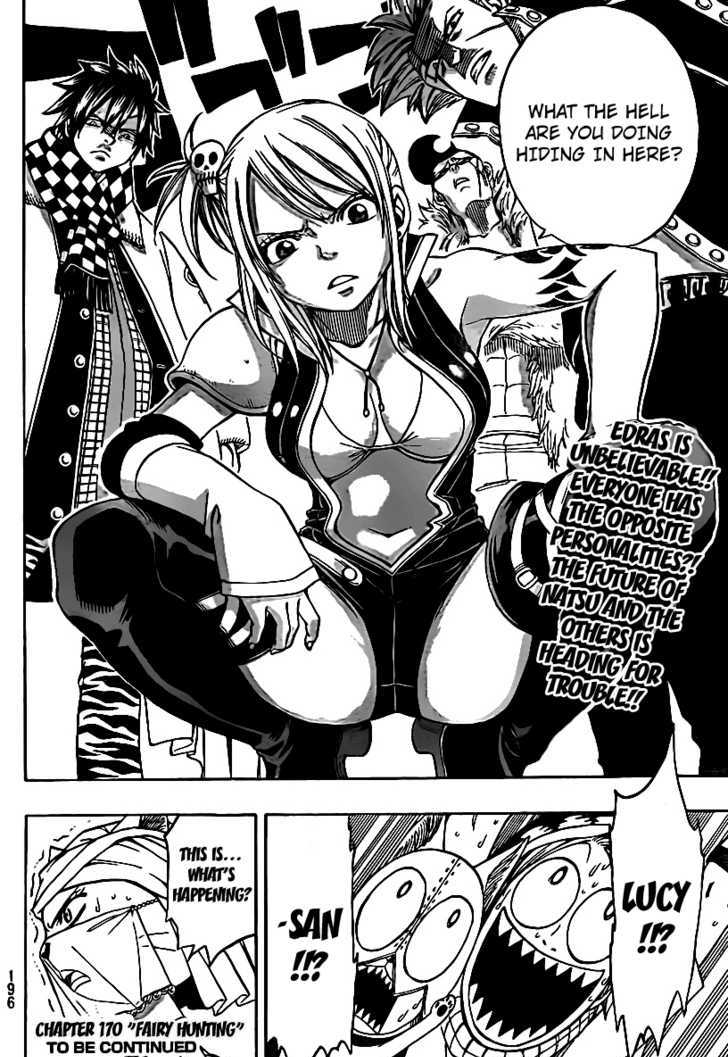 WHAT THE HELL
ARE YOU DOING
HIDING IN HERE?
EDRAS IS
UNBELIEVABLE!!
EVERYONE HAS
THE OPPOSITE
PERSONALITIES?!
THE FUTURE OF
NATSU AND THE
OTHERS IS
HEADING FOR
TROUBLE!!
LUCY
!!?
-SAN
!!?
THIS IS...
WHAT'S
HAPPENING?
CHAPTER 170 "FAIRY HUNTING"
TO BE CONTINUED
196